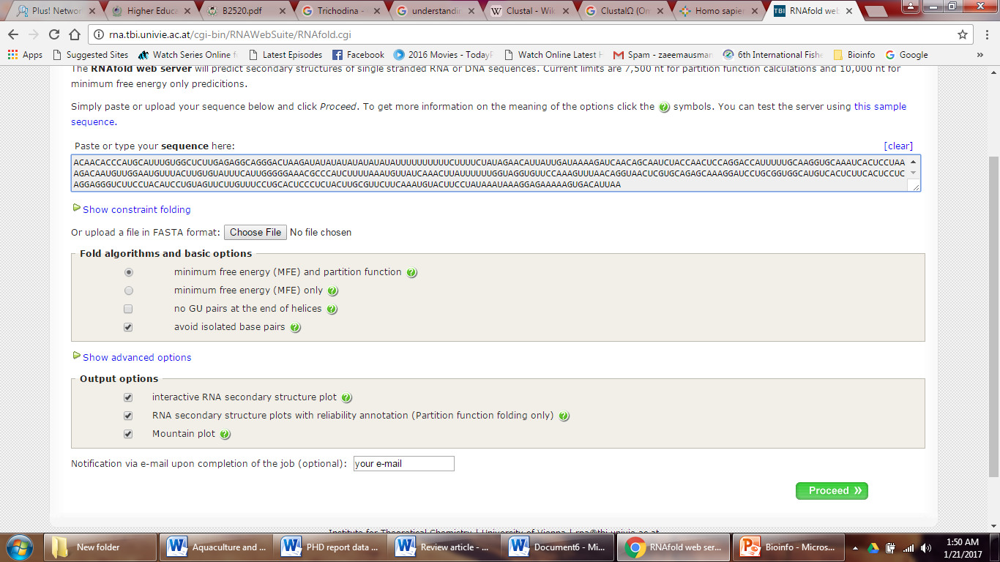 Plus! Network
Higher Educa
B2520.pdf
Trichodina -
understandin
Clustal - Wik
ClustalΩ (On
Homo sapier
TBI RNAfold web
rna.tbi.univie.ac.at/cgi-bin/RNAWebSuite/RNAfold.cgi
Apps Suggested Sites Watch Series Online f Latest Episodes Facebook 2016 Movies - TodayP Watch Online Latest H Spam - zaeemausman 6th International Fishe Bioinfo Google »
The RNAfold web server will predict secondary structures of single stranded RNA or DNA sequences. Current limits are 7,500 nt for partition function calculations and 10,000 nt for
minimum free energy only predicitions.
Simply paste or upload your sequence below and click Proceed. To get more information on the meaning of the options click the ? symbols. You can test the server using this sample
sequence.
Paste or type your sequence here: [clear]
ACAACACCCAUGCAUUUGUGGCUCUUGAGAGGCAGGGACUAAGAUAUAUAUAUAUAUAUAUUUUUUUUUUCUUUUCUAUAGAACAUUAUUGAUAAAAGAUCAACAGCAAUCUACCAACUCCAGGACCAUUUUUGCAAGGUGCAAAUCACUCCUAA
AGACAAUGUUGGAAUGUUUACUUGUGUAUUUCAUUGGGGGAAACGCCCAUCUUUUAAAUGUUAUCAAACUUAUUUUUUGGUAGGUGUUCCAAAGUUUAACAGGUAACUCGUGCAGAGCAAAGGAUCCUGCGGUGGCAUGUCACUCUUCACUCCUC
AGGAGGGUCUUCCUACAUCCUGUAGUUCUUGUUUCCUGCACUCCCUCUACUUGCGUUCUUCAAAUGUACUUCCUAUAAAUAAAGGAGAAAAAGUGACAUUAA
Show constraint folding
Or upload a file in FASTA format: Choose File No file chosen
Fold algorithms and basic options
minimum free energy (MFE) and partition function ?
minimum free energy (MFE) only ?
no GU pairs at the end of helices ?
avoid isolated base pairs ?
Show advanced options
Output options
interactive RNA secondary structure plot ?
RNA secondary structure plots with reliability annotation (Partition function folding only) ?
Mountain plot ?
Notification via e-mail upon completion of the job (optional): your e-mail
Proceed »
Institute for Theoretical Chemistry | University of Vienna | rna@tbi.univie.ac.at
New folder
Aquaculture and ...
PHD report data ...
Review article - ...
Document6 - Mi...
RNAfold web ser...
Bioinfo - Micros...
1:50 AM
1/21/2017